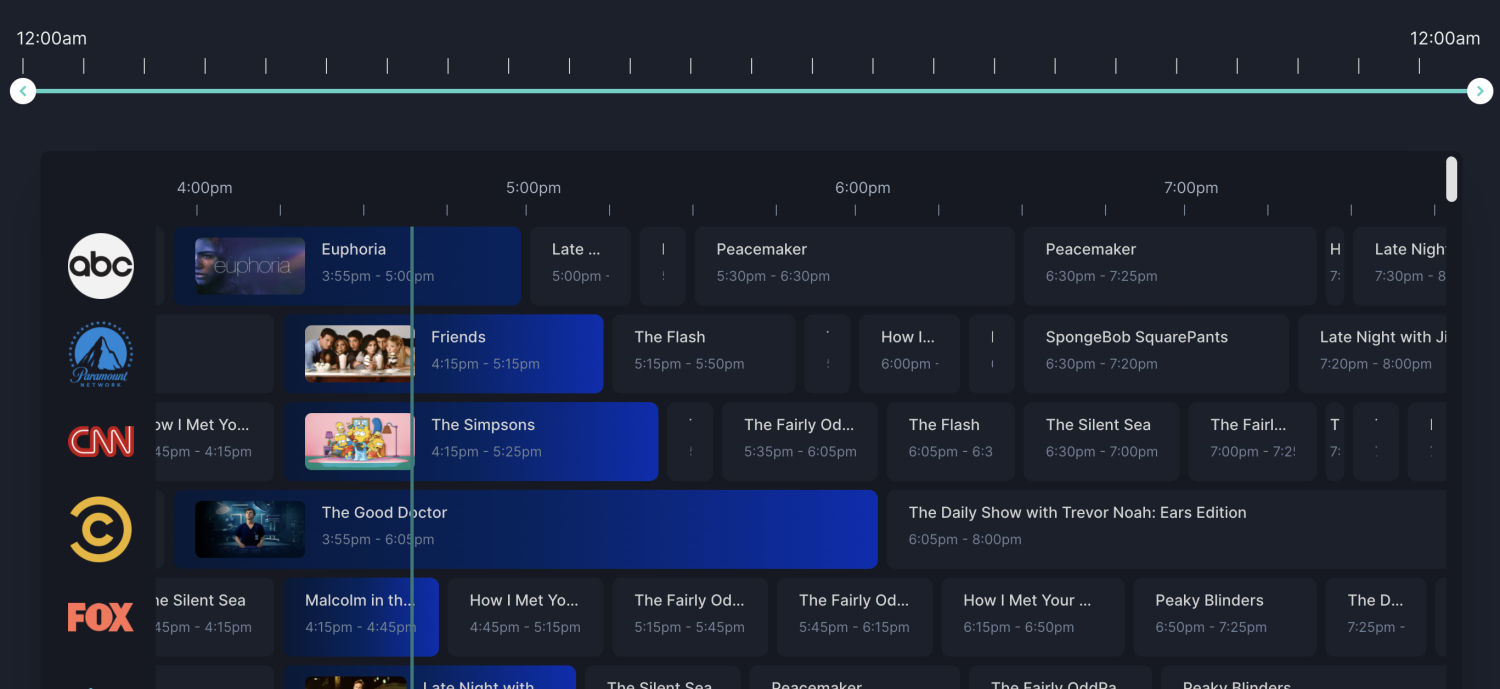 12:00am
12:00am
4:00pm
5:00pm
6:00pm
7:00pm
abc
euphoria
Euphoria
3:55pm - 5:00pm
Late ...
5:00pm -
Peacemaker
5:30pm - 6:30pm
Peacemaker
6:30pm - 7:25pm
H
7:
Late Nigh
7:30pm - 8
Paramount
NETWORK
Friends
4:15pm - 5:15pm
The Flash
5:15pm - 5:50pm
How I...
6:00pm -
SpongeBob SquarePants
6:30pm - 7:20pm
Late Night with Ji
7:20pm - 8:00pm
CNN
ow I Met Yo...
45pm - 4:15pm
The Simpsons
4:15pm - 5:25pm
The Fairly Od...
5:35pm - 6:05pm
The Flash
6:05pm - 6:3
The Silent Sea
6:30pm - 7:00pm
The Fairl...
7:00pm - 7:2
T
7:
The Good Doctor
3:55pm - 6:05pm
The Daily Show with Trevor Noah: Ears Edition
6:05pm - 8:00pm
FOX
he Silent Sea
45pm - 4:15pm
Malcolm in th...
4:15pm - 4:45pm
How I Met Yo...
4:45pm - 5:15pm
The Fairly Od...
5:15pm - 5:45pm
The Fairly Od...
5:45pm - 6:15pm
How I Met Your ...
6:15pm - 6:50pm
Peaky Blinders
6:50pm - 7:25pm
The D...
7:25pm -
Late Night with
The Silent Sea
Peacemaker
The Fairly OddPa
Peaky Blinders